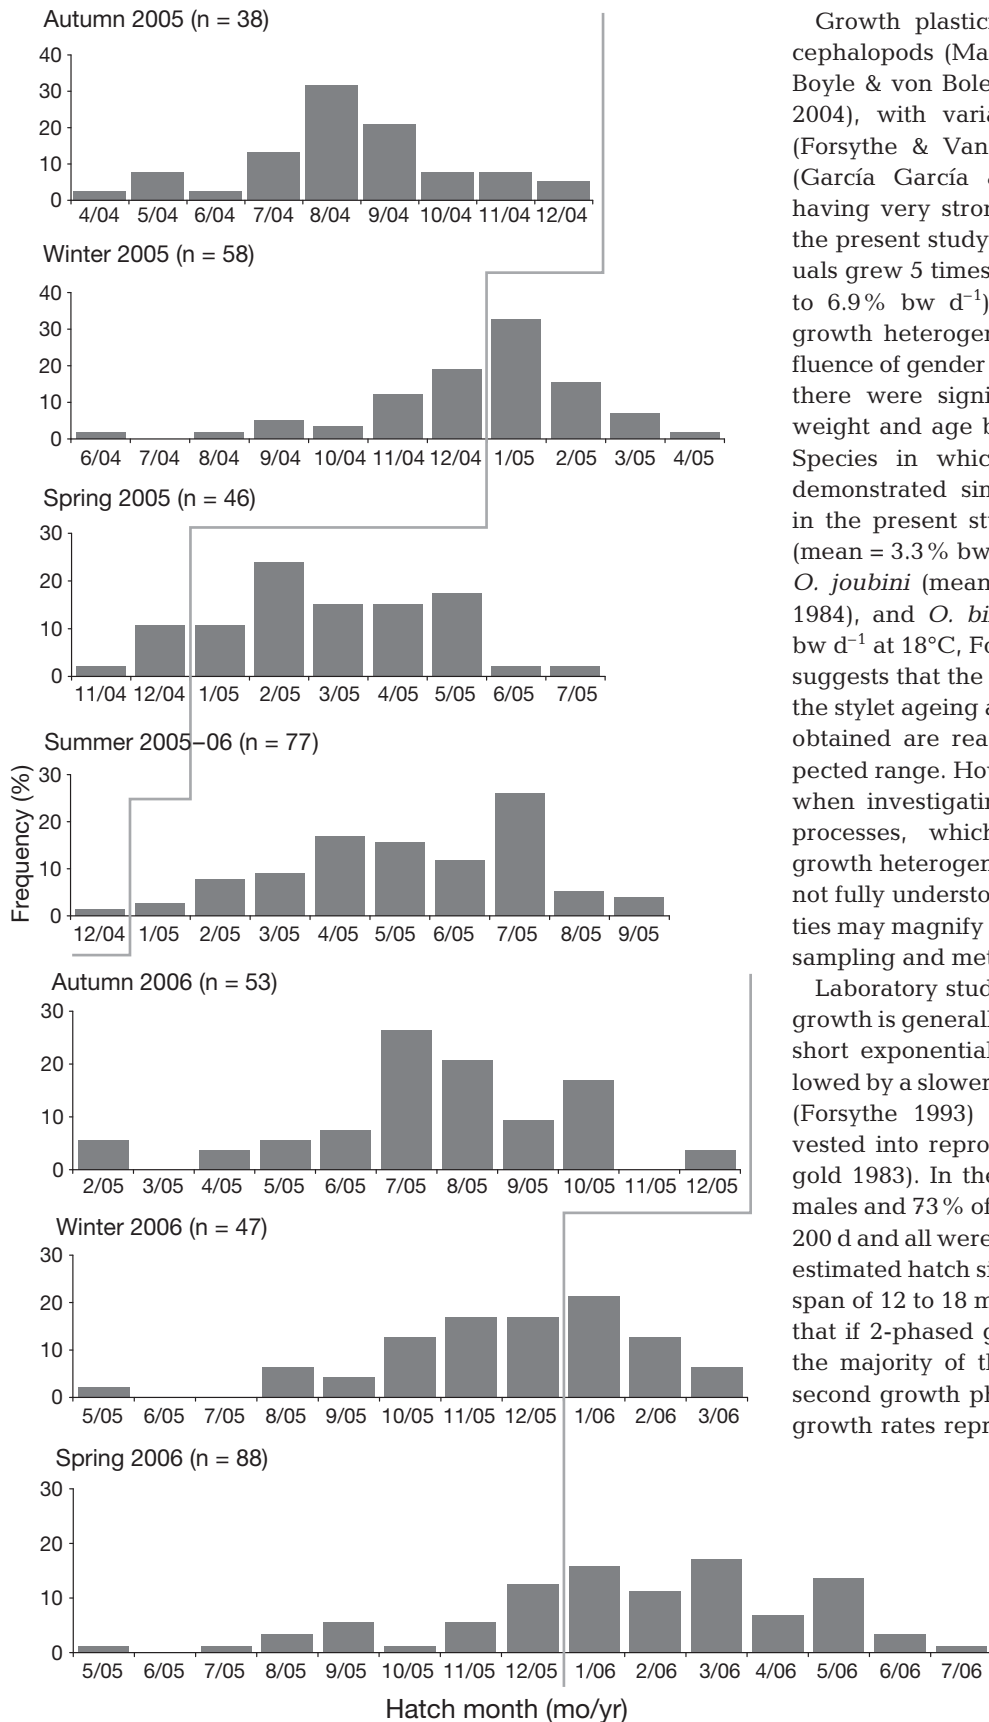 Autumn 2005 (n = 38)
40
30
20
10
0
4/04 5/04 6/04 7/04 8/04 9/04 10/04 11/04 12/04
Winter 2005 (n = 58)
40
30
20
10
0
6/04 7/04 8/04 9/04 10/04 11/04 12/04 1/05 2/05 3/05 4/05
Spring 2005 (n = 46)
30
20
10
0
11/04 12/04 1/05 2/05 3/05 4/05 5/05 6/05 7/05
Summer 2005–06 (n = 77)
Frequency (%)
30
20
10
0
12/04 1/05 2/05 3/05 4/05 5/05 6/05 7/05 8/05 9/05
Autumn 2006 (n = 53)
30
20
10
0
2/05 3/05 4/05 5/05 6/05 7/05 8/05 9/05 10/05 11/05 12/05
Winter 2006 (n = 47)
30
20
10
0
5/05 6/05 7/05 8/05 9/05 10/05 11/05 12/05 1/06 2/06 3/06
Spring 2006 (n = 88)
30
20
10
0
5/05 6/05 7/05 8/05 9/05 10/05 11/05 12/05 1/06 2/06 3/06 4/06 5/06 6/06 7/06
Hatch month (mo/yr)
Growth plastici
cephalopods (Ma
Boyle & von Bole
2004), with varia
(Forsythe & Van
(García García &
having very stron
the present study
uals grew 5 times
to 6.9% bw d⁻¹)
growth heterogen
fluence of gender
there were signi
weight and age b
Species in whic
demonstrated sin
in the present st
(mean = 3.3% bw
O. joubini (mean
1984), and O. bi
bw d⁻¹ at 18°C, Fo
suggests that the
the stylet ageing a
obtained are rea
pected range. How
when investigatin
processes, which
growth heterogen
not fully understo
ties may magnify
sampling and met
Laboratory stud
growth is generall
short exponential
lowed by a slower
(Forsythe 1993)
vested into repro
gold 1983). In the
males and 73% of
200 d and all were
estimated hatch si
span of 12 to 18 m
that if 2-phased g
the majority of th
second growth ph
growth rates repr